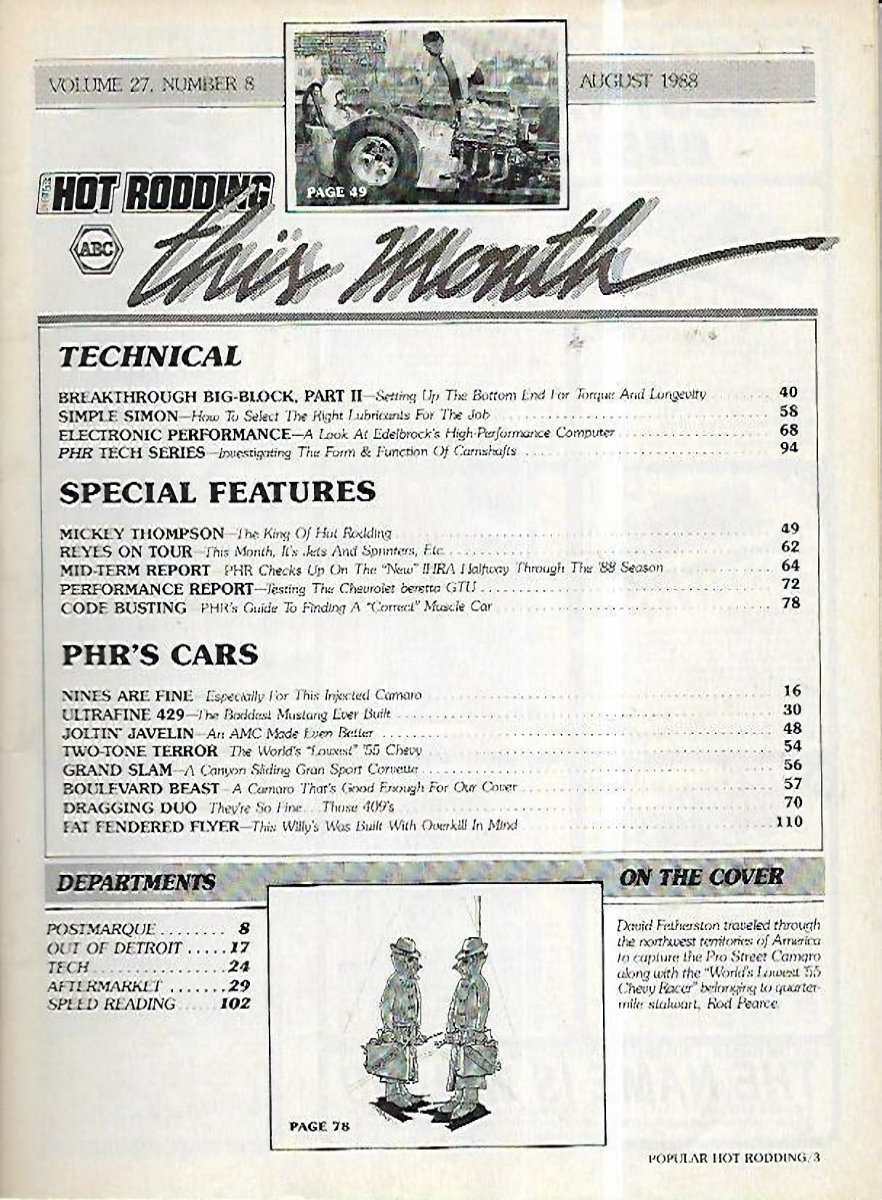 VOLUME 27, NUMBER 8
AUGUST 1988
PAGE 49
POPULAR HOT RODDING
ABC
this Month
TECHNICAL
BREAKTHROUGH BIG-BLOCK, PART II—Setting Up The Bottom End For Torque And Longevity ........ 40
SIMPLE SIMON—How To Select The Right Lubricants For The Job ........ 58
ELECTRONIC PERFORMANCE—A Look At Edelbrock's High-Performance Computer ........ 68
PHR TECH SERIES—Investigating The Form & Function Of Camshafts ........ 94
SPECIAL FEATURES
MICKEY THOMPSON—The King Of Hot Rodding ........ 49
REYES ON TOUR—This Month, It's Jets And Sprinters, Etc. ........ 62
MID-TERM REPORT—PHR Checks Up On The "New" IHRA Halfway Through The '88 Season ........ 64
PERFORMANCE REPORT—Testing The Chevrolet beretta GTU ........ 72
CODE BUSTING—PHR's Guide To Finding A "Correct" Muscle Car ........ 78
PHR'S CARS
NINES ARE FINE—Especially For This Injected Camaro ........ 16
ULTRAFINE 429—The Baddest Mustang Ever Built ........ 30
JOLTIN' JAVELIN—An AMC Made Even Better ........ 48
TWO-TONE TERROR—The World's "Lowest" '55 Chevy ........ 54
GRAND SLAM—A Canyon Sliding Gran Sport Corvette ........ 56
BOULEVARD BEAST—A Camaro That's Good Enough For Our Cover ........ 57
DRAGGING DUO—They're So Fine... Those 409's ........ 70
FAT FENDERED FLYER—This Willy's Was Built With Overkill In Mind ........ 110
DEPARTMENTS
POSTMARQUE ........ 8
OUT OF DETROIT ..... 17
TECH ........ 24
AFTERMARKET ....... 29
SPEED READING ..... 102
PAGE 78
ON THE COVER
David Fetherston traveled through
the northwest territories of America
to capture the Pro Street Camaro
along with the "World's Lowest '55
Chevy Racer" belonging to quarter-
mile stalwart, Rod Pearce.
POPULAR HOT RODDING/3